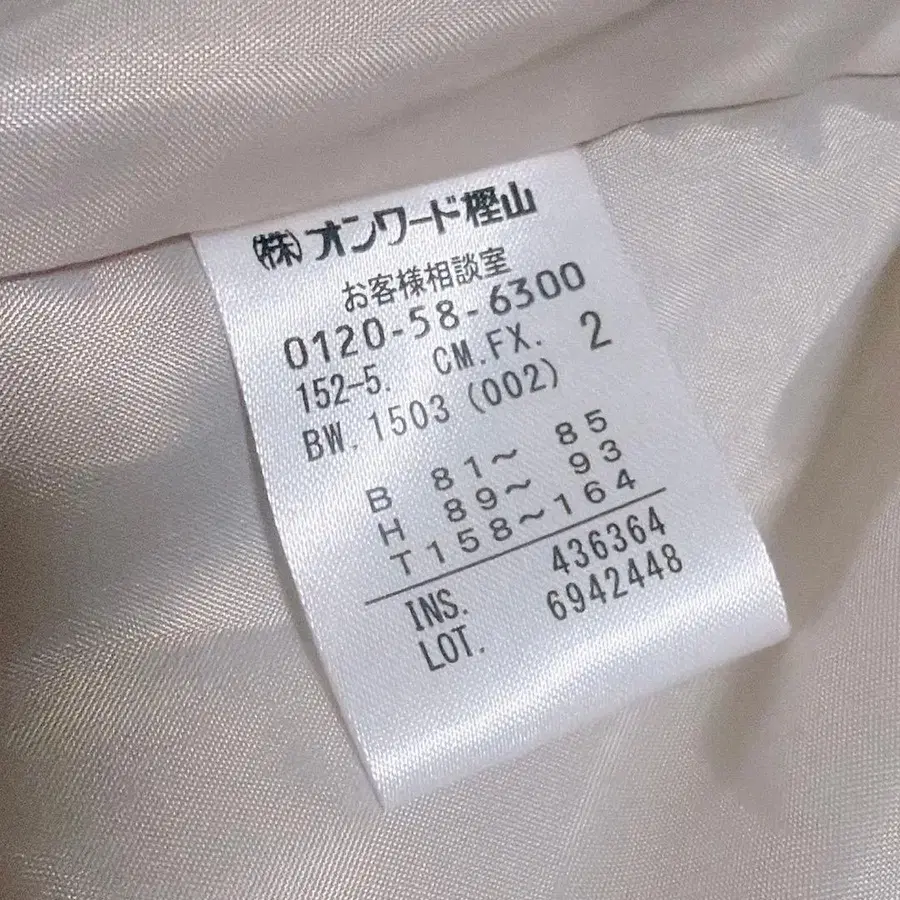 ㈱オンワード樫山
お客様相談室
0120-58-6300
152-5. CM.FX. 2
BW.1503(002)
B 81~ 85
H 89~ 93
T158~164
INS. 436364
LOT. 6942448